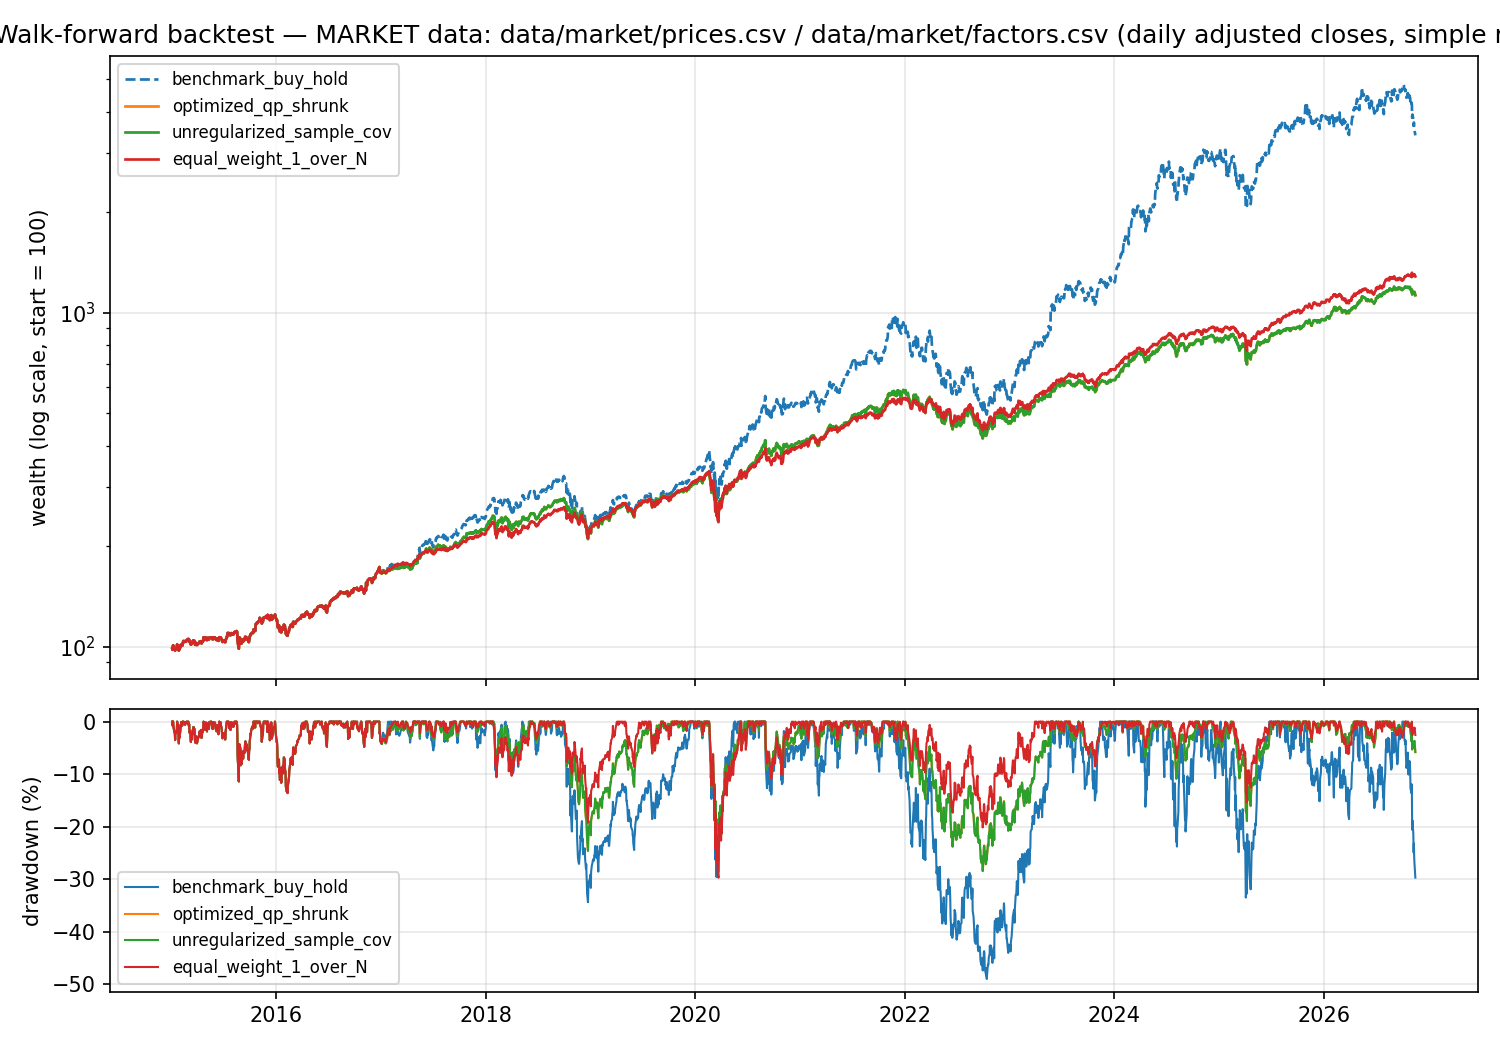 Walk-forward backtest — MARKET data: data/market/prices.csv / data/market/factors.csv (daily adjusted closes, simple
benchmark_buy_hold
optimized_qp_shrunk
unregularized_sample_cov
equal_weight_1_over_N
wealth (log scale, start = 100)
10³
10²
drawdown (%)
0
−10
−20
−30
−40
−50
benchmark_buy_hold
optimized_qp_shrunk
unregularized_sample_cov
equal_weight_1_over_N
2016 2018 2020 2022 2024 2026